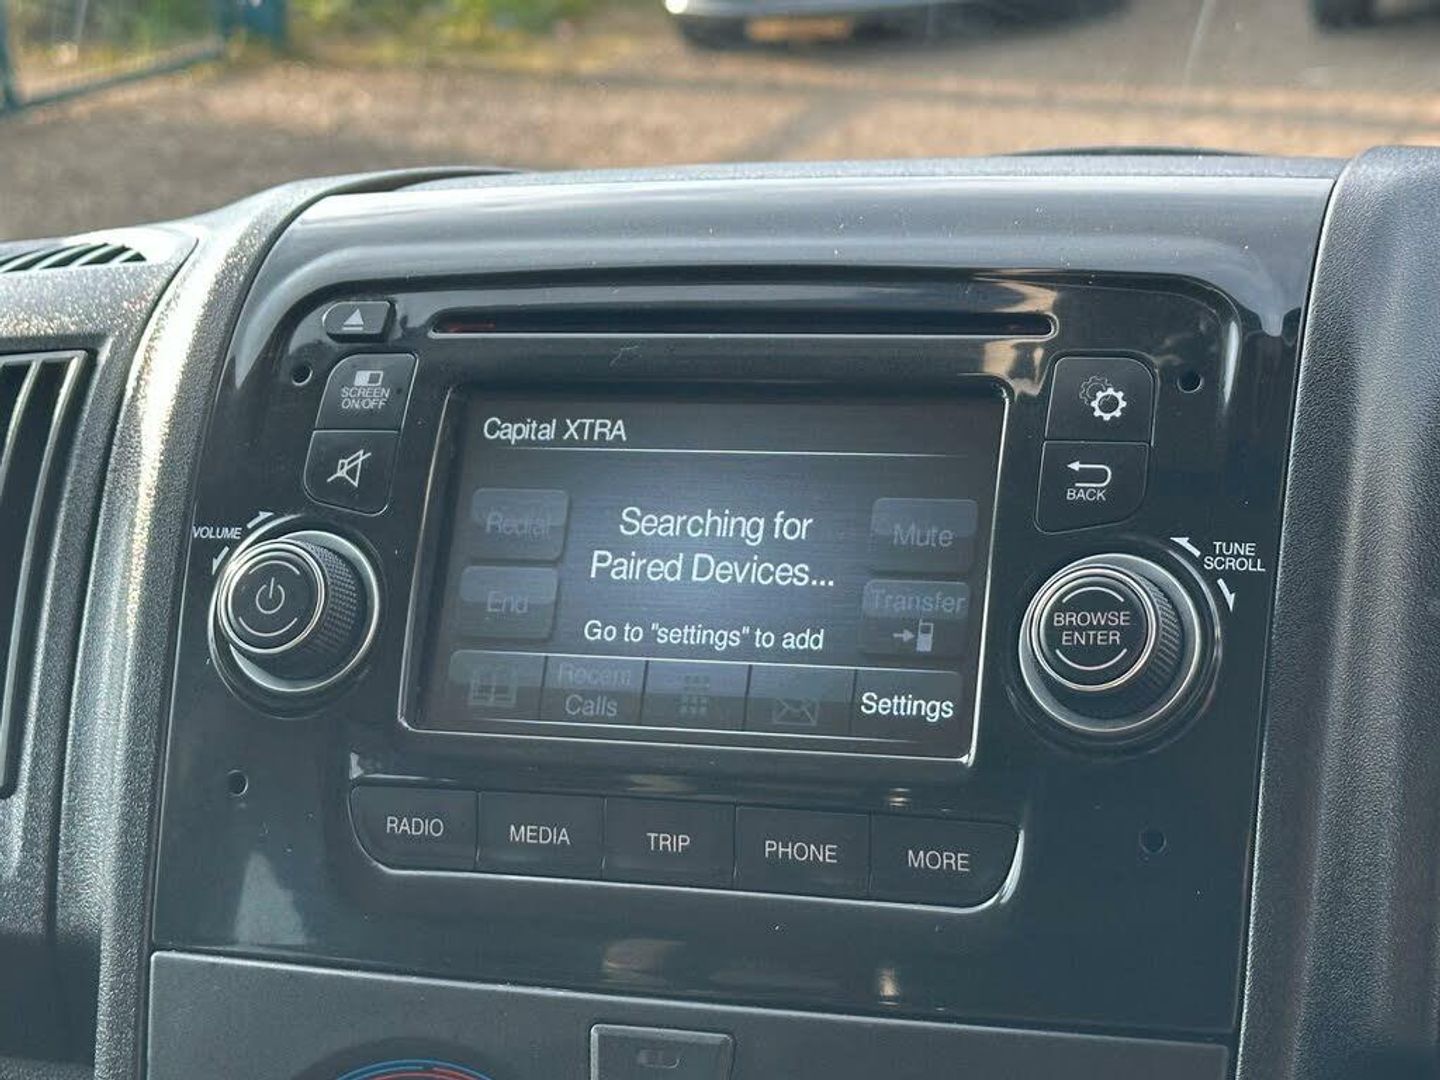 SCREEN
ON/OFF
VOLUME
Capital XTRA
Redial
Searching for
Paired Devices...
Mute
End
Go to "settings" to add
Transfer
Recent
Calls
Settings
BACK
TUNE
SCROLL
BROWSE
ENTER
RADIO
MEDIA
TRIP
PHONE
MORE